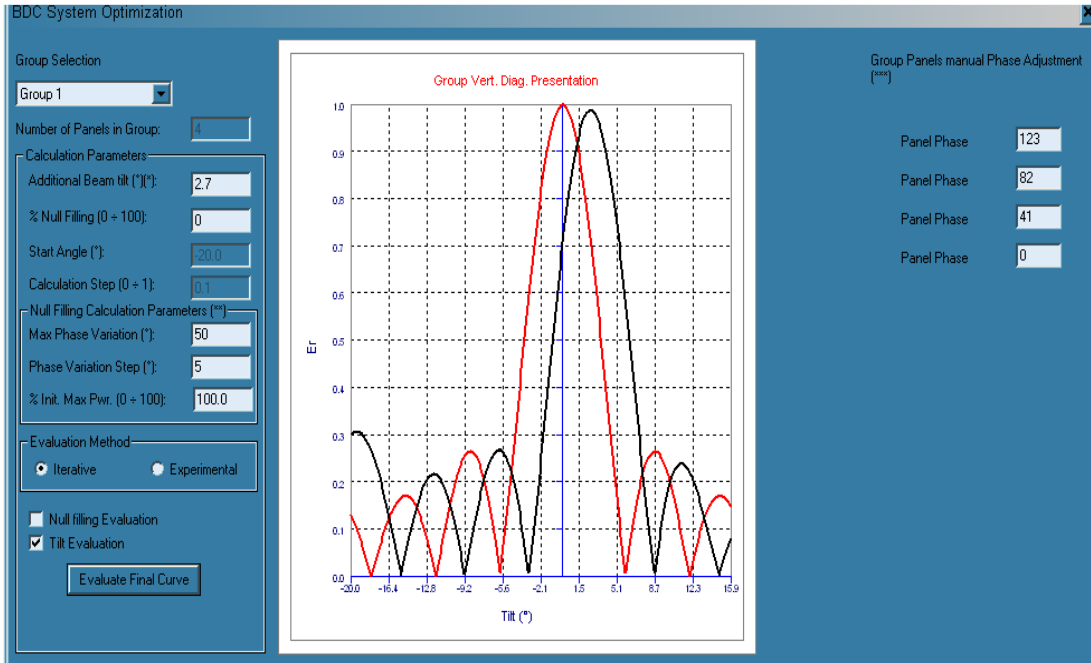 BDC System Optimization
Group Selection
Group 1
Number of Panels in Group: 4
Calculation Parameters
Additional Beam tilt (°)(*): 2.7
% Null Filling (0 ÷ 100): 0
Start Angle (°): -20.0
Calculation Step (0 ÷ 1): 0.1
Null Filling Calculation Parameters (**)
Max Phase Variation (°): 50
Phase Variation Step (°): 5
% Init. Max Pwr. (0 ÷ 100): 100.0
Evaluation Method
Iterative Experimental
Null filling Evaluation
Tilt Evaluation
Evaluate Final Curve
Group Vert. Diag. Presentation
1.0
0.9
0.8
0.7
0.6
0.5
0.4
0.3
0.2
0.1
0.0
Er
-20.0 -16.4 -12.8 -9.2 -5.6 -2.1 1.5 5.1 8.7 12.3 15.9
Tilt (°)
Group Panels manual Phase Adjustment
(***)
Panel Phase 123
Panel Phase 82
Panel Phase 41
Panel Phase 0